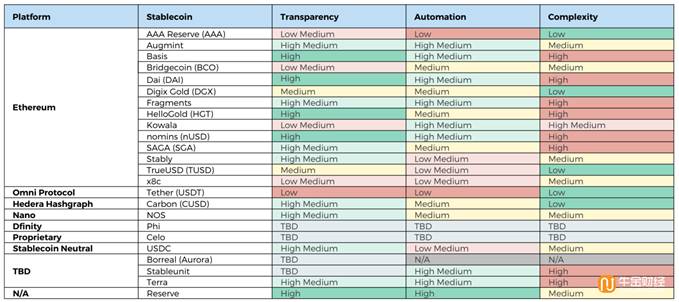 Platform Stablecoin Transparency Automation Complexity
Ethereum
AAA Reserve (AAA) Low Medium Low Low
Augmint High Medium High Medium Medium
Basis High High Medium High
Bridgecoin (BCO) Low Medium Medium Medium
Dai (DAI) High High Medium High
Digix Gold (DGX) Medium Medium Low
Fragments High Medium High Medium High
HelloGold (HGT) High Medium High
Kowala Low Medium High Medium High Medium
nomins (nUSD) High High Medium High
SAGA (SGA) High Medium Medium High
Stably High Medium Low Medium Medium
TrueUSD (TUSD) Medium Low Medium Low
x8c Low Medium Low Medium Medium
Omni Protocol Tether (USDT) Low Low Low
Hedera Hashgraph Carbon (CUSD) High Medium Medium Low
Nano NOS High Medium Medium Medium
Dfinity Phi TBD TBD TBD
Proprietary Celo TBD TBD TBD
Stablecoin Neutral USDC High Medium Low Medium Medium
TBD
Borreal (Aurora) TBD N/A N/A
Stableunit TBD High Medium High
Terra High Medium High Medium High
N/A Reserve High High Medium
牛金财经